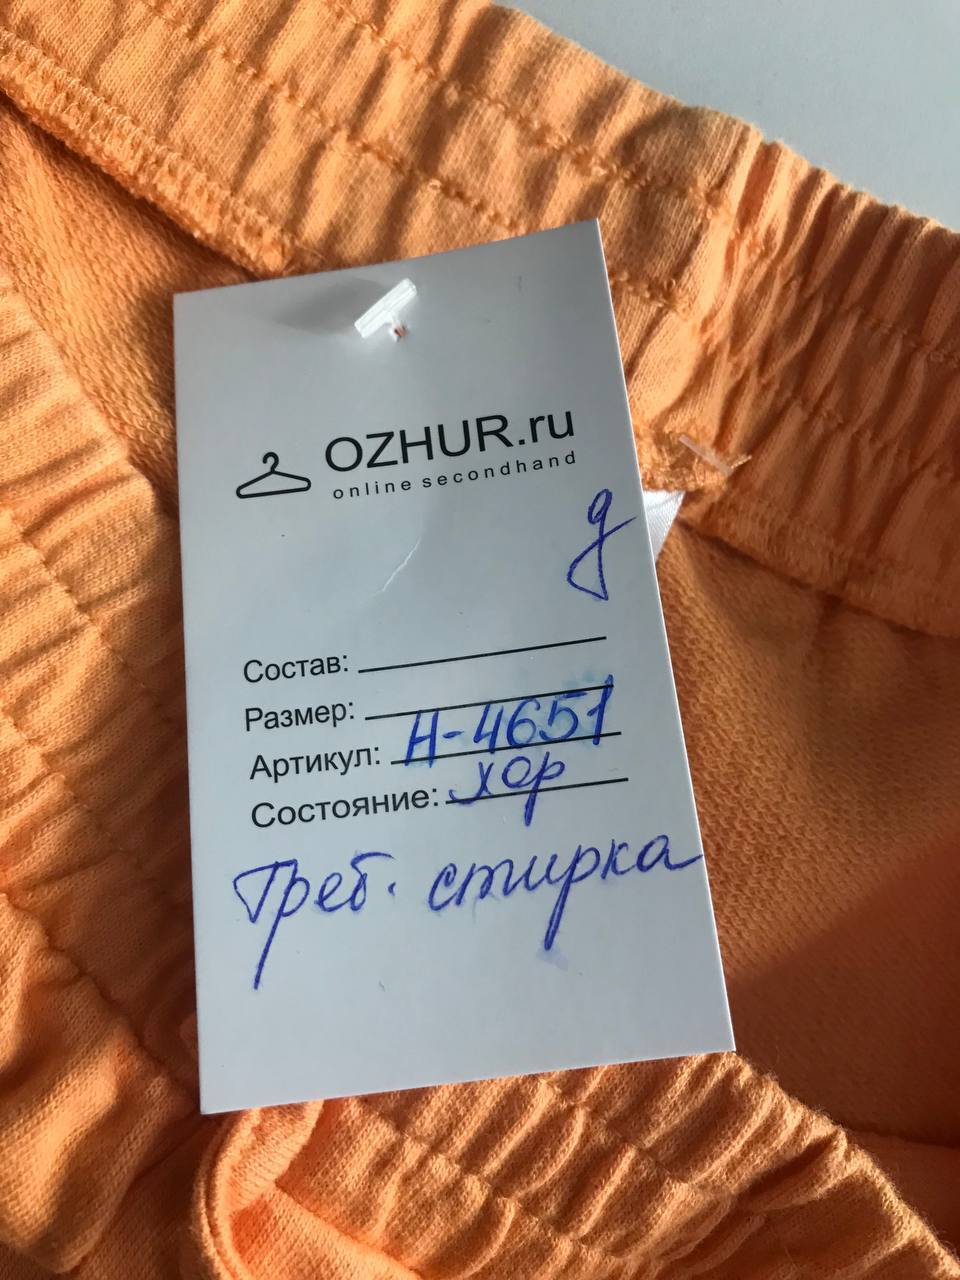 OZHUR.ru
online secondhand
д
Состав:
Размер:
Артикул: Н-4651
Состояние: хор
Треб. стирка